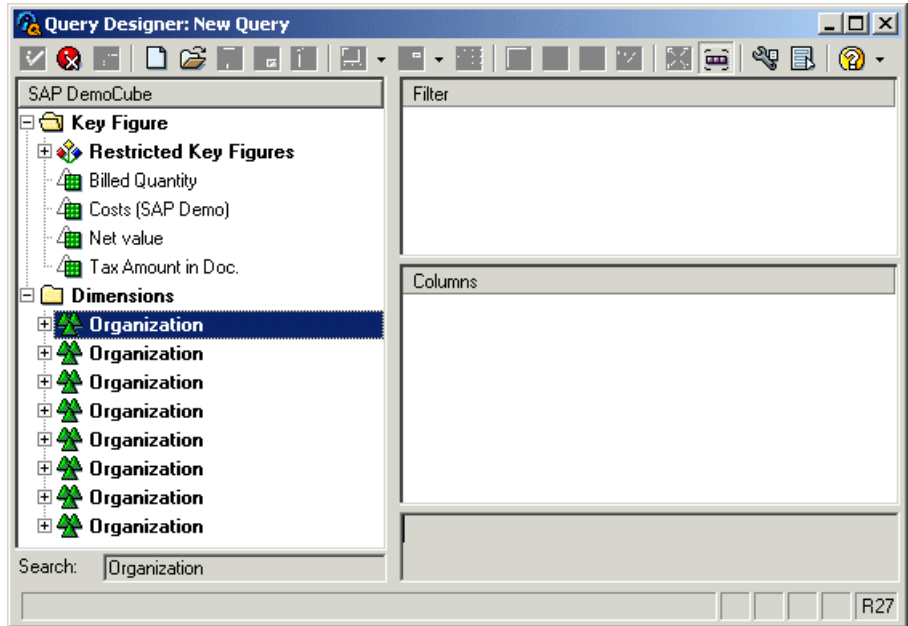 Query Designer: New Query
SAP DemoCube
Key Figure
Restricted Key Figures
Billed Quantity
Costs (SAP Demo)
Net value
Tax Amount in Doc.
Dimensions
Organization
Organization
Organization
Organization
Organization
Organization
Organization
Organization
Search: Organization
Filter
Columns
R27